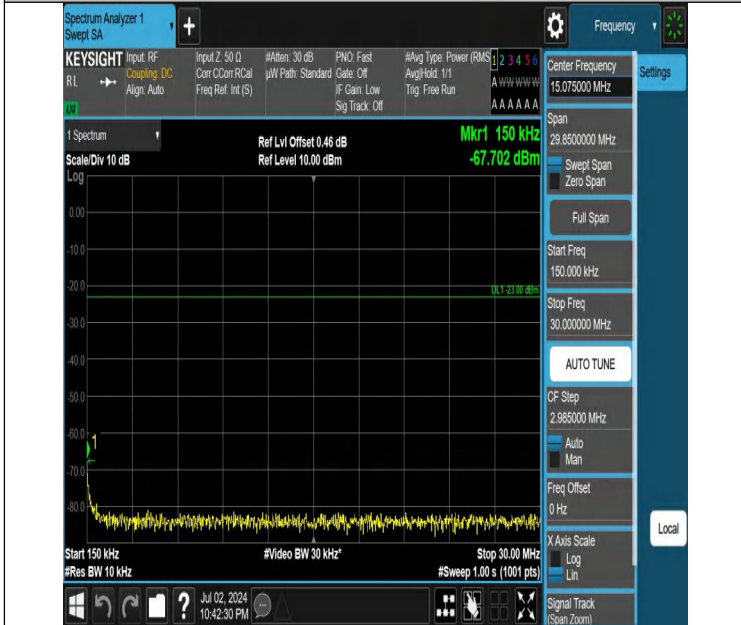 Spectrum Analyzer 1
Swept SA
+
Frequency
KEYSIGHT
RL
Input: RF
Coupling: DC
Align: Auto
Input Z: 50 Ω
Corr CCorr RCal
Freq Ref: Int (S)
#Atten: 30 dB
µW Path: Standard
PNO: Fast
Gate: Off
IF Gain: Low
Sig Track: Off
#Avg Type: Power (RMS
Avg|Hold: 1/1
Trig: Free Run
1 2 3 4 5 6
A W W W W W
A A A A A A
1 Spectrum
Scale/Div 10 dB
Ref Lvl Offset 0.46 dB
Ref Level 10.00 dBm
Mkr1 150 kHz
-67.702 dBm
Log
0.00
-10.0
-20.0
-30.0
-40.0
-50.0
-60.0
-70.0
-80.0
DL1 -23.00 dBm
1
Start 150 kHz
#Res BW 10 kHz
#Video BW 30 kHz*
Stop 30.00 MHz
#Sweep 1.00 s (1001 pts)
Jul 02, 2024
10:42:30 PM
?
Center Frequency
15.075000 MHz
Settings
Span
29.8500000 MHz
Swept Span
Zero Span
Full Span
Start Freq
150.000 kHz
Stop Freq
30.000000 MHz
AUTO TUNE
CF Step
2.985000 MHz
Auto
Man
Freq Offset
0 Hz
X Axis Scale
Log
Lin
Local
Signal Track
(Span Zoom)